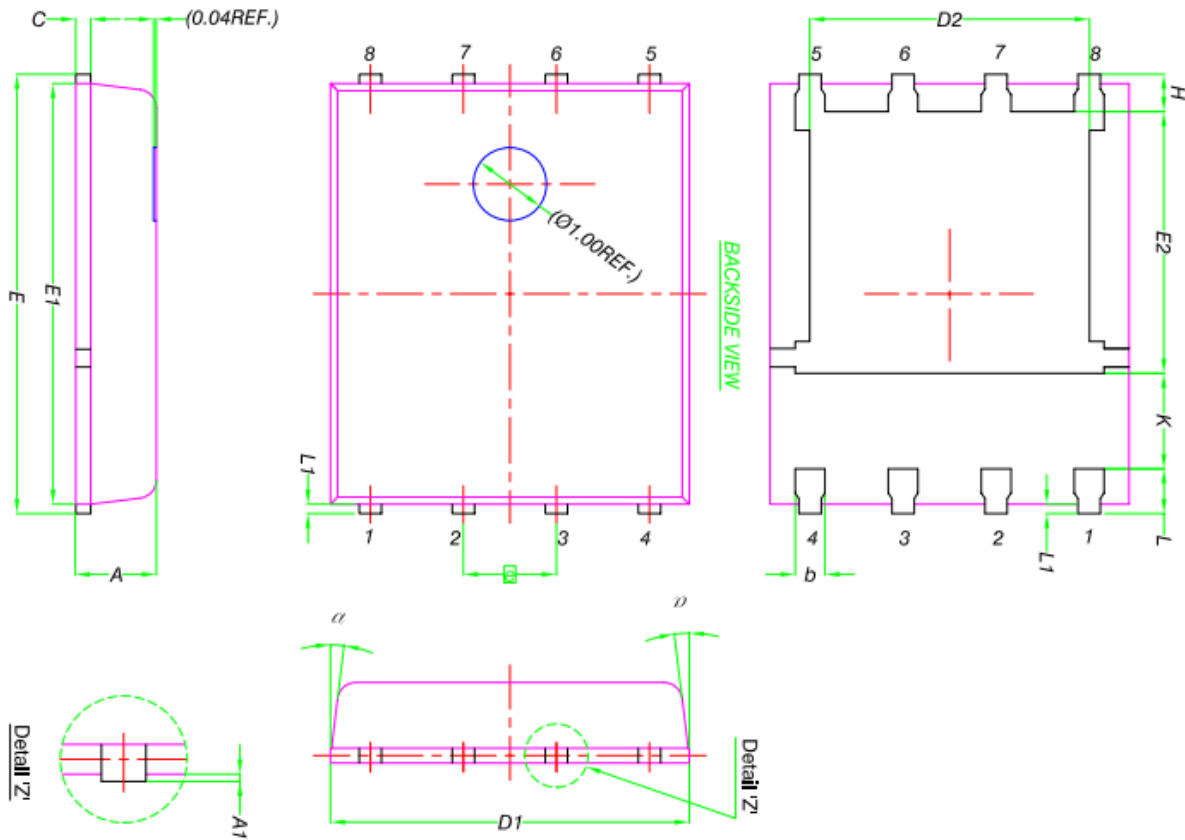 C
(0.04REF.)
E
E1
A
8
7
6
5
(Ø1.00REF.)
L1
1
2
3
4
e
BACKSIDE VIEW
D2
5
6
7
8
H
E2
K
L
L1
4
3
2
1
b
α
D1
Detail 'Z'
Detail 'Z'
A1